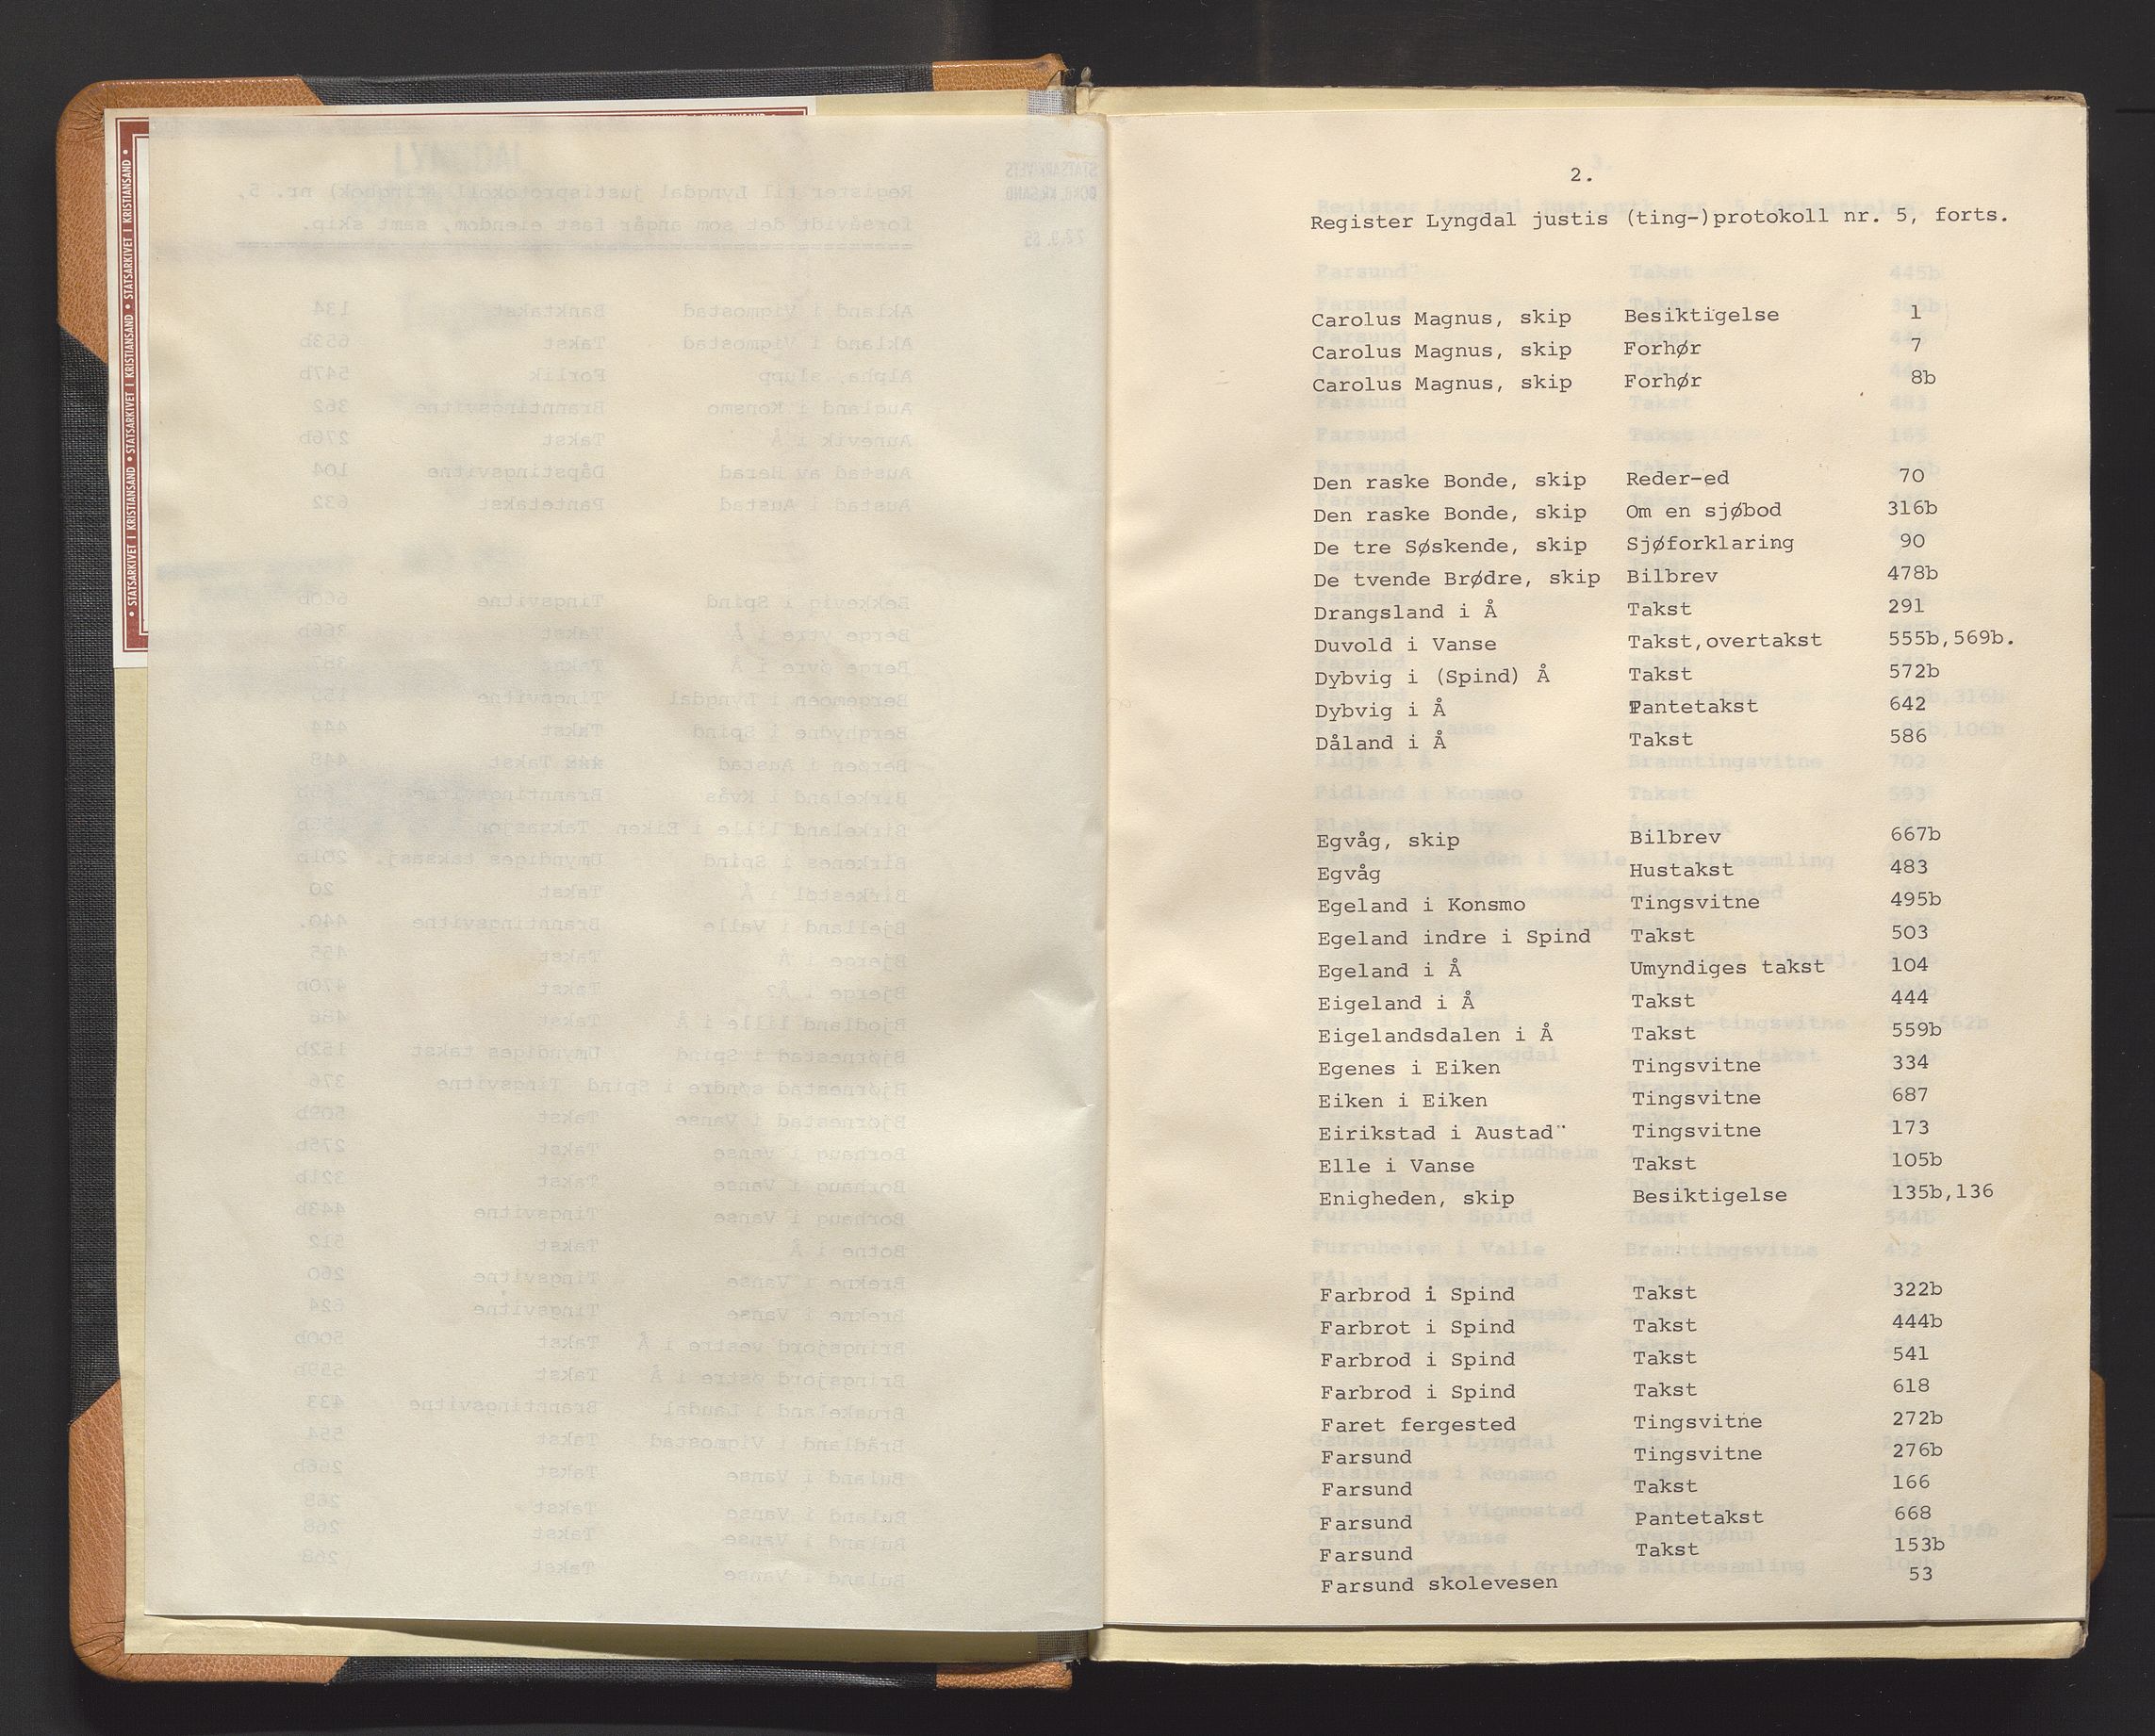 • STATSARKIVET I KRISTIANSAND • STATSARKIVET I KRISTIANSAND • STATSARKIVET I KRISTIANSAND •
2.
Register Lyngdal justis (ting-)protokoll nr. 5, forts.
Carolus Magnus, skip Besiktigelse 1
Carolus Magnus, skip Forhør 7
Carolus Magnus, skip Forhør 8b
Den raske Bonde, skip Reder-ed 70
Den raske Bonde, skip Om en sjøbod 316b
De tre Søskende, skip Sjøforklaring 90
De tvende Brødre, skip Bilbrev 478b
Drangsland i Å Takst 291
Duvold i Vanse Takst,overtakst 555b,569b.
Dybvig i (Spind) Å Takst 572b
Dybvig i Å Pantetakst 642
Dåland i Å Takst 586
Egvåg, skip Bilbrev 667b
Egvåg Hustakst 483
Egeland i Konsmo Tingsvitne 495b
Egeland indre i Spind Takst 503
Egeland i Å Umyndiges takst 104
Eigeland i Å Takst 444
Eigelandsdalen i Å Takst 559b
Egenes i Eiken Tingsvitne 334
Eiken i Eiken Tingsvitne 687
Eirikstad i Austad¨ Tingsvitne 173
Elle i Vanse Takst 105b
Enigheden, skip Besiktigelse 135b,136
Farbrod i Spind Takst 322b
Farbrot i Spind Takst 444b
Farbrod i Spind Takst 541
Farbrod i Spind Takst 618
Faret fergested Tingsvitne 272b
Farsund Tingsvitne 276b
Farsund Takst 166
Farsund Pantetakst 668
Farsund Takst 153b
Farsund skolevesen 53